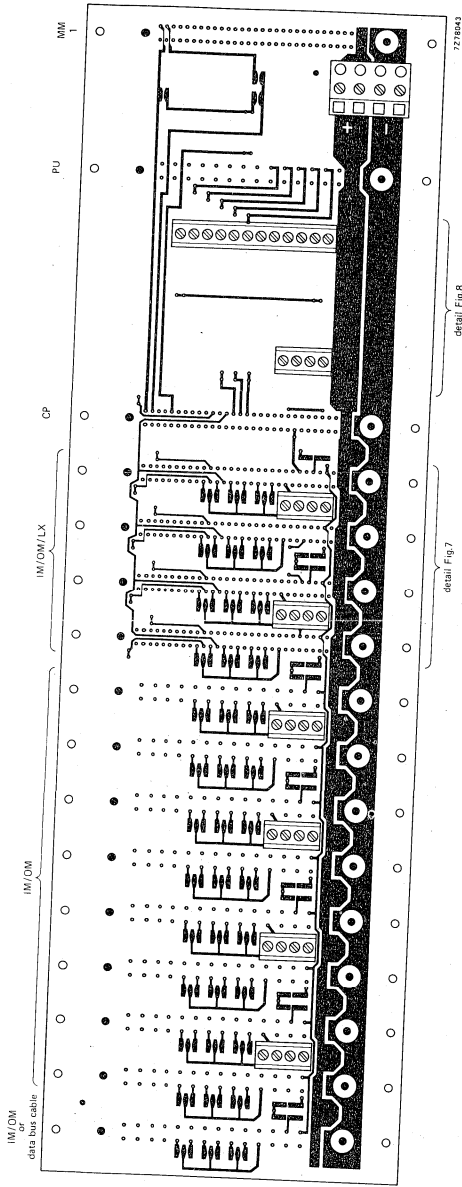 MM
1
PU
CP
IM/OM/LX
IM/OM
IM/OM
or
data bus cable
+
−
detail Fig.8
detail Fig.7
7Z78043